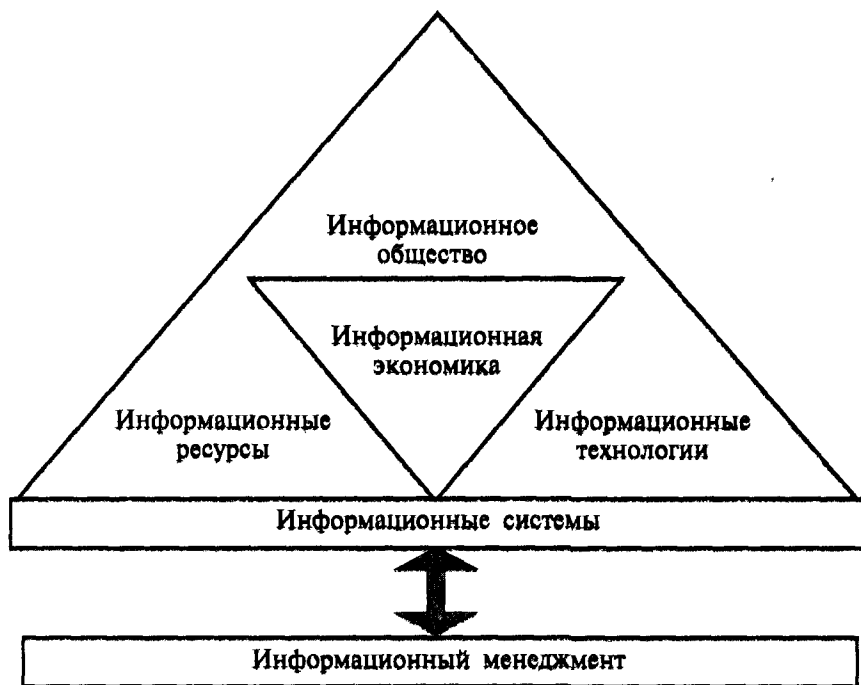 Информационное
общество
Информационная
экономика
Информационные
ресурсы
Информационные
технологии
Информационные системы
Информационный менеджмент